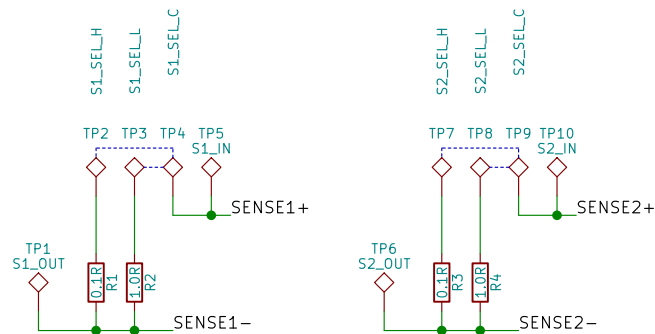 S1_SEL_H
S1_SEL_L
S1_SEL_C
TP2
TP3
TP4
TP5
S1_IN
SENSE1+
TP1
S1_OUT
0.1R
R1
1.0R
R2
SENSE1-
S2_SEL_H
S2_SEL_L
S2_SEL_C
TP7
TP8
TP9
TP10
S2_IN
SENSE2+
TP6
S2_OUT
0.1R
R3
1.0R
R4
SENSE2-